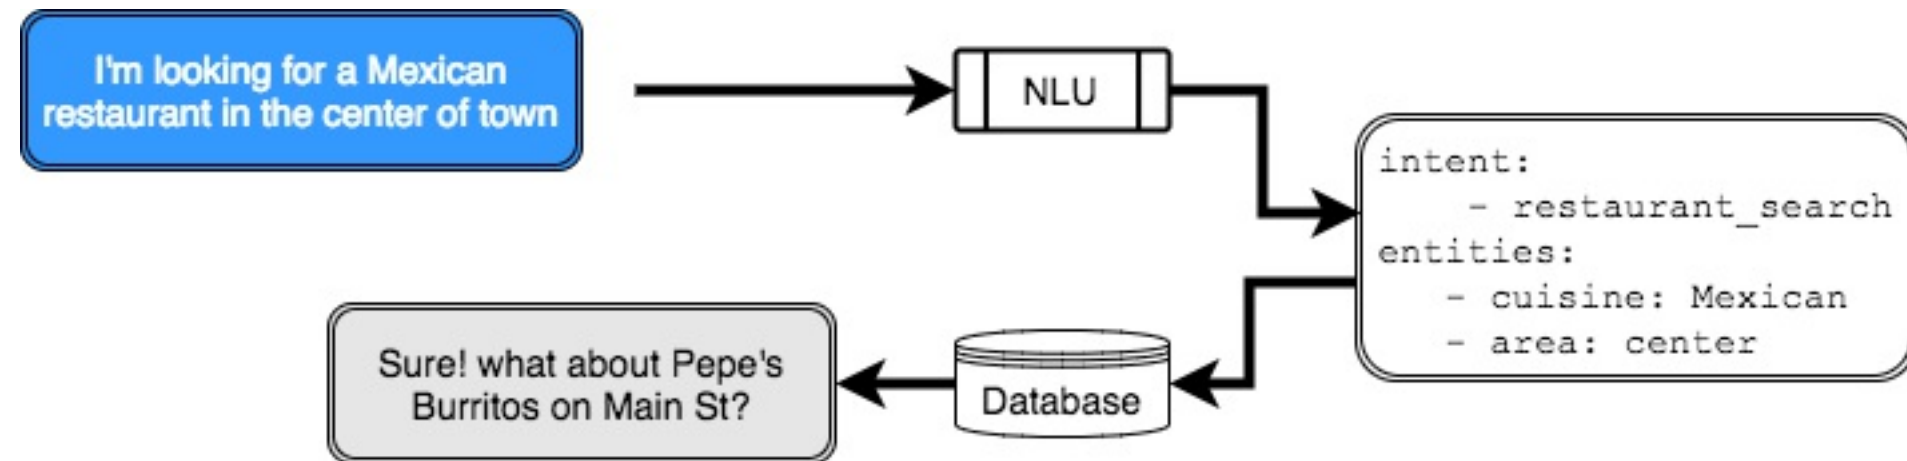 I'm looking for a Mexican
restaurant in the center of town
NLU
intent:
- restaurant_search
entities:
- cuisine: Mexican
- area: center
Database
Sure! what about Pepe's
Burritos on Main St?